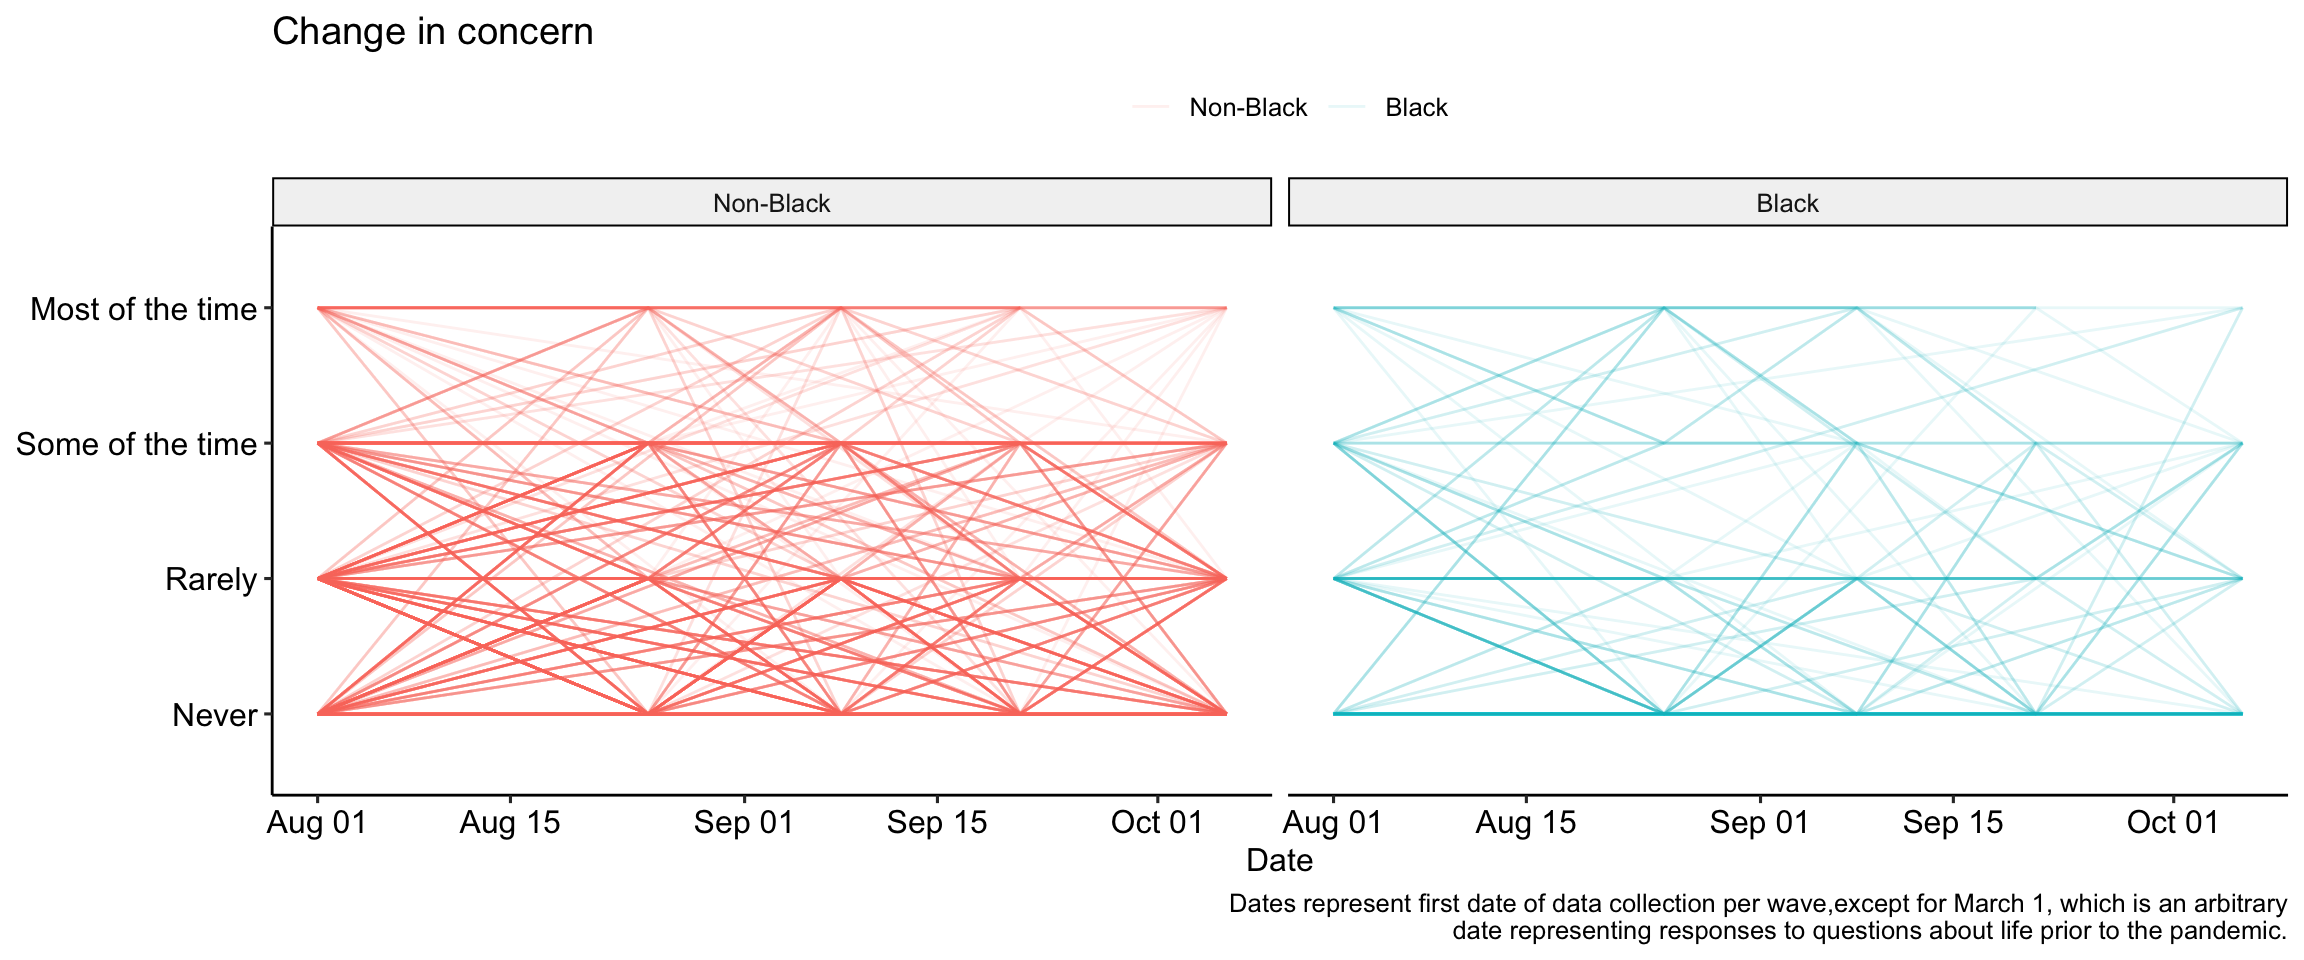 Change in concern
Non-Black Black
Non-Black
Black
Most of the time
Some of the time
Rarely
Never
Aug 01 Aug 15 Sep 01 Sep 15 Oct 01
Aug 01 Aug 15 Sep 01 Sep 15 Oct 01
Date
Dates represent first date of data collection per wave,except for March 1, which is an arbitrary
date representing responses to questions about life prior to the pandemic.